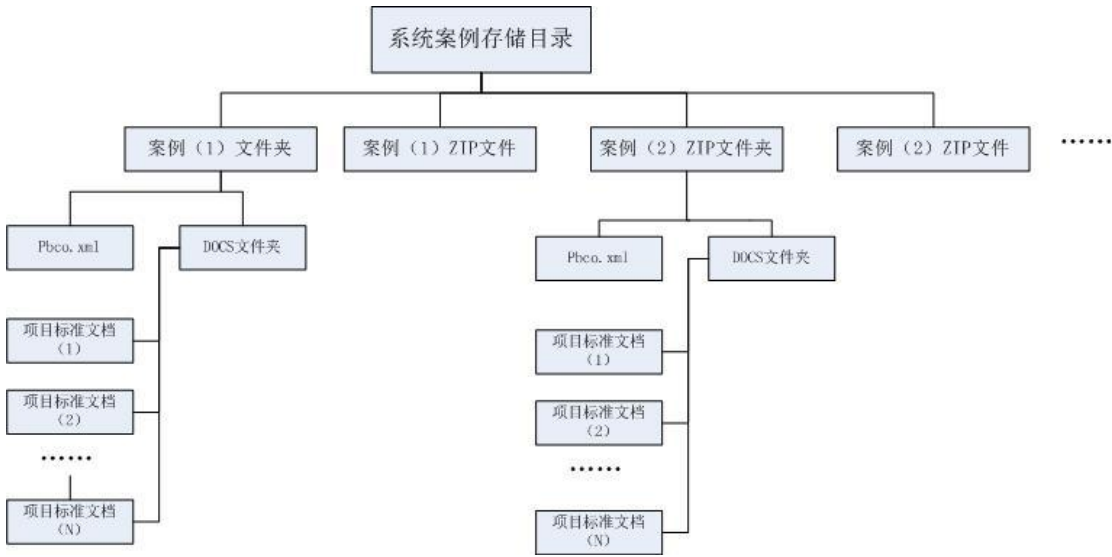 系统案例存储目录
案例（1）文件夹
案例（1）ZIP文件
案例（2）ZIP文件夹
案例（2）ZIP文件
……
Pbco.xml
DOCS文件夹
Pbco.xml
DOCS文件夹
项目标准文档
（1）
项目标准文档
（2）
……
项目标准文档
（N）
项目标准文档
（1）
项目标准文档
（2）
……
项目标准文档
（N）